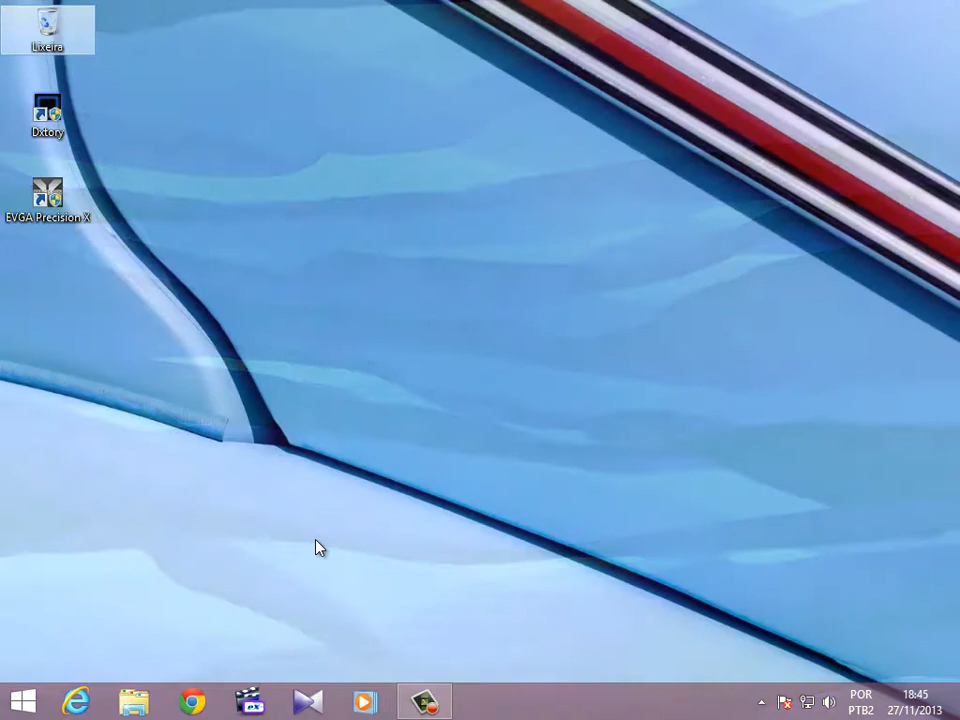 Lixeira
Dxtory
EVGA Precision X
POR
PTB2
18:45
27/11/2013